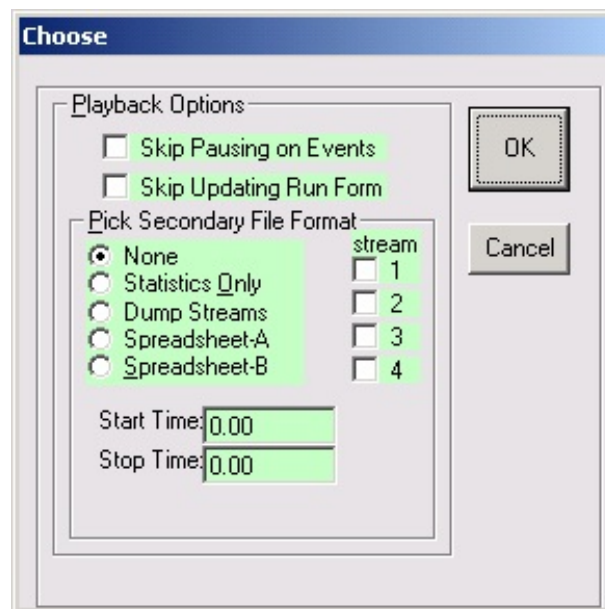 Choose
Playback Options
Skip Pausing on Events
Skip Updating Run Form
OK
Cancel
Pick Secondary File Format
None
Statistics Only
Dump Streams
Spreadsheet-A
Spreadsheet-B
stream
1
2
3
4
Start Time: 0.00
Stop Time: 0.00